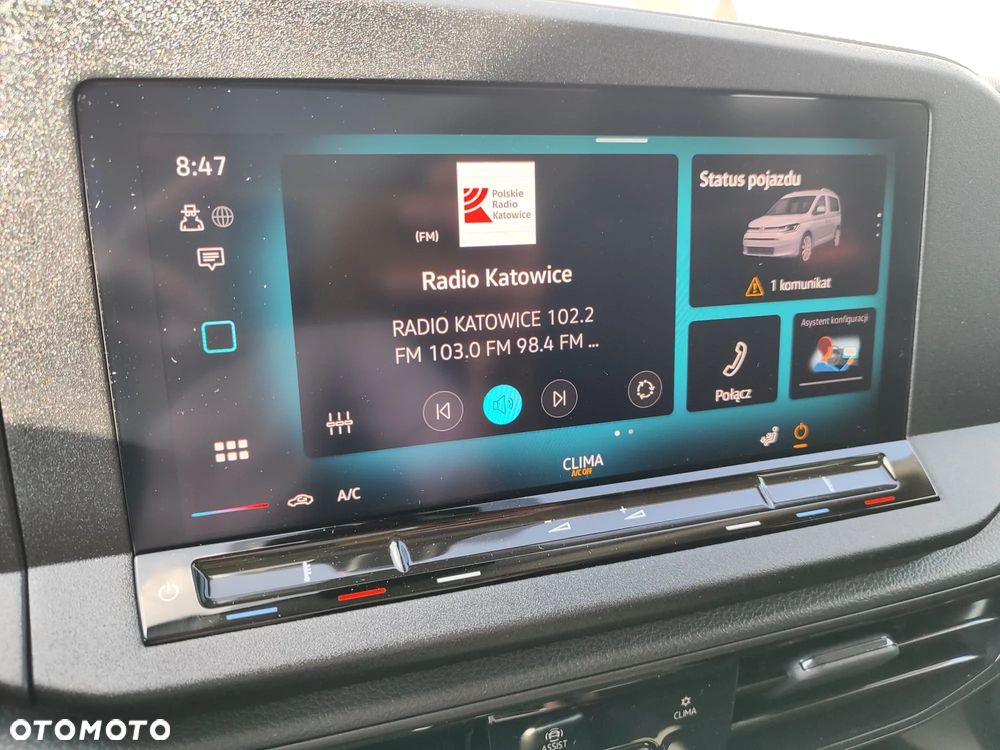 8:47
Polskie
Radio
Katowice
(FM)
Radio Katowice
RADIO KATOWICE 102.2
FM 103.0 FM 98.4 FM ...
Status pojazdu
1 komunikat
Połącz
Asystent konfiguracji
CLIMA
A/C OFF
A/C
ASSIST
CLIMA
OTOMOTO